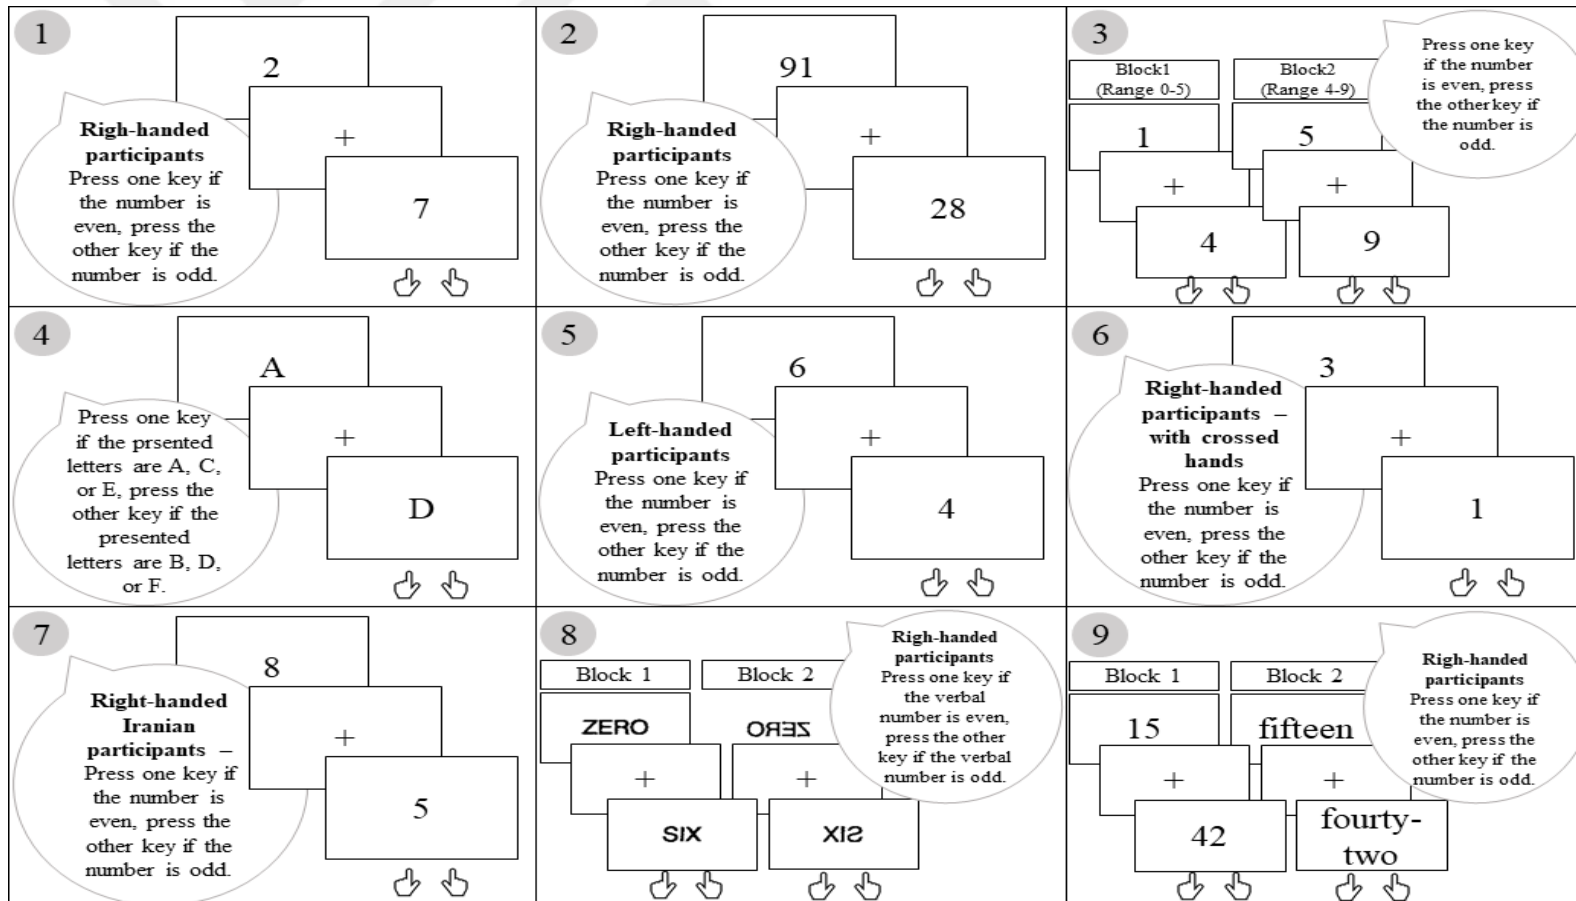 1
2
+
7
Righ-handed
participants
Press one key if
the number is
even, press the
other key if the
number is odd.
2
91
+
28
Righ-handed
participants
Press one key if
the number is
even, press the
other key if the
number is odd.
3
Block1
(Range 0-5)
1
+
4
Block2
(Range 4-9)
5
+
9
Press one key
if the number
is even, press
the other key if
the number is
odd.
4
A
+
D
Press one key
if the prsented
letters are A, C,
or E, press the
other key if the
presented
letters are B, D,
or F.
5
6
+
4
Left-handed
participants
Press one key if
the number is
even, press the
other key if the
number is odd.
6
3
+
1
Right-handed
participants –
with crossed
hands
Press one key if
the number is
even, press the
other key if the
number is odd.
7
8
+
5
Right-handed
Iranian
participants –
Press one key if
the number is
even, press the
other key if the
number is odd.
8
Block 1
ZERO
+
SIX
Block 2
OЯƎZ
+
XIS
Righ-handed
participants
Press one key if
the verbal
number is even,
press the other
key if the verbal
number is odd.
9
Block 1
15
+
42
Block 2
fifteen
+
fourty-
two
Righ-handed
participants
Press one key if
the number is
even, press the
other key if the
number is odd.